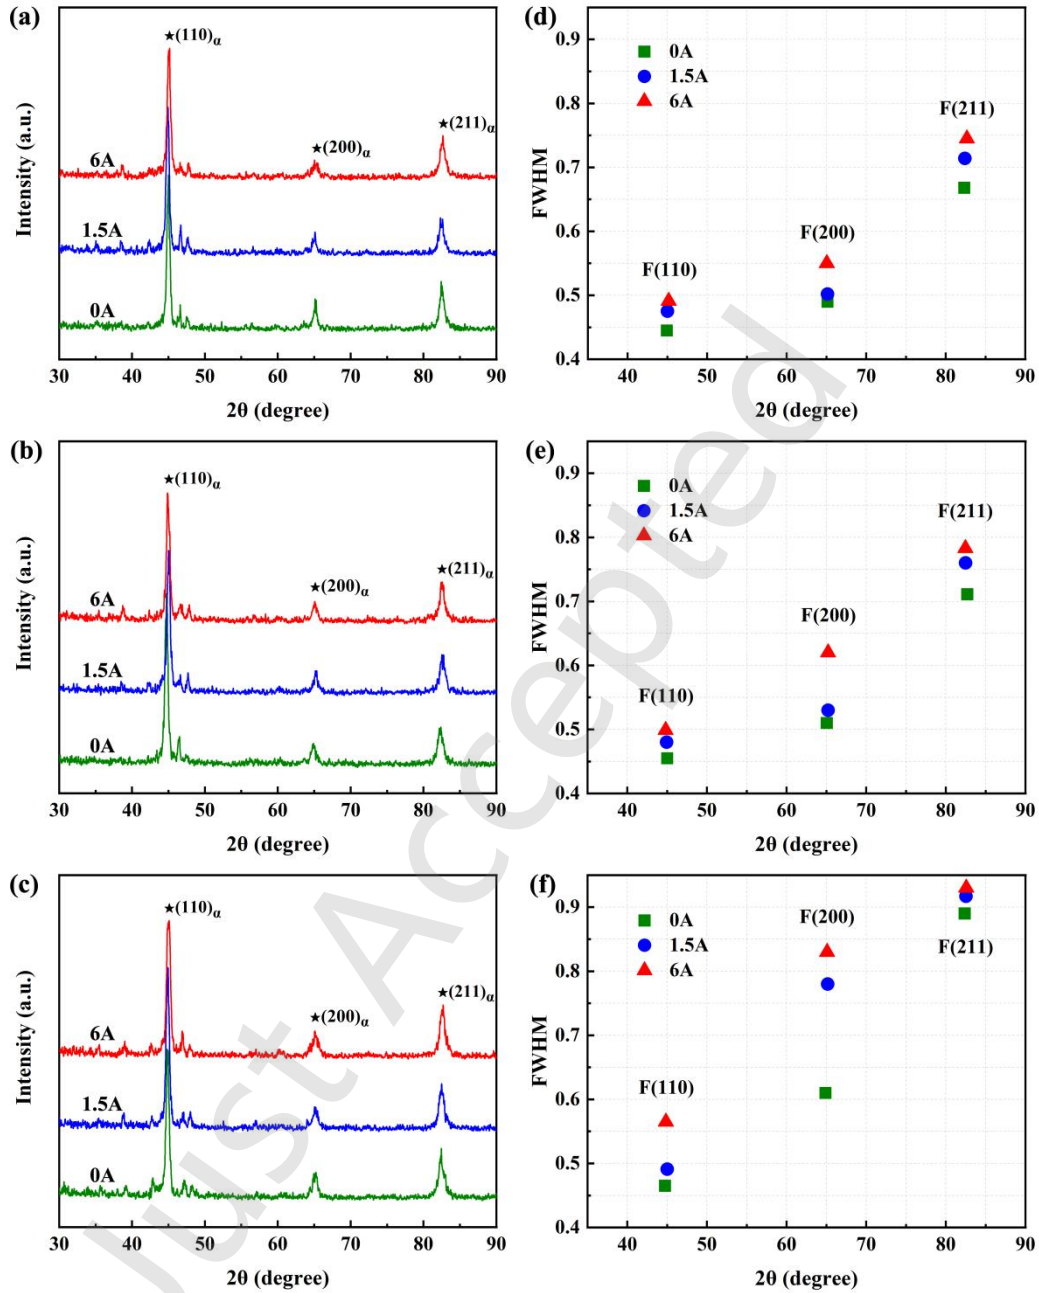 (a)
★(110)α
★(200)α
★(211)α
6A
1.5A
0A
Intensity (a.u.)
30 40 50 60 70 80 90
2θ (degree)
(d)
0.9
0.8
0.7
0.6
0.5
0.4
FWHM
0A
1.5A
6A
F(110)
F(200)
F(211)
40 50 60 70 80 90
2θ (degree)
(b)
★(110)α
★(200)α
★(211)α
6A
1.5A
0A
Intensity (a.u.)
30 40 50 60 70 80 90
2θ (degree)
(e)
0.9
0.8
0.7
0.6
0.5
0.4
FWHM
0A
1.5A
6A
F(110)
F(200)
F(211)
40 50 60 70 80 90
2θ (degree)
(c)
★(110)α
★(200)α
★(211)α
6A
1.5A
0A
Intensity (a.u.)
30 40 50 60 70 80 90
2θ (degree)
(f)
0.9
0.8
0.7
0.6
0.5
0.4
FWHM
0A
1.5A
6A
F(110)
F(200)
F(211)
40 50 60 70 80 90
2θ (degree)
Just Accepted